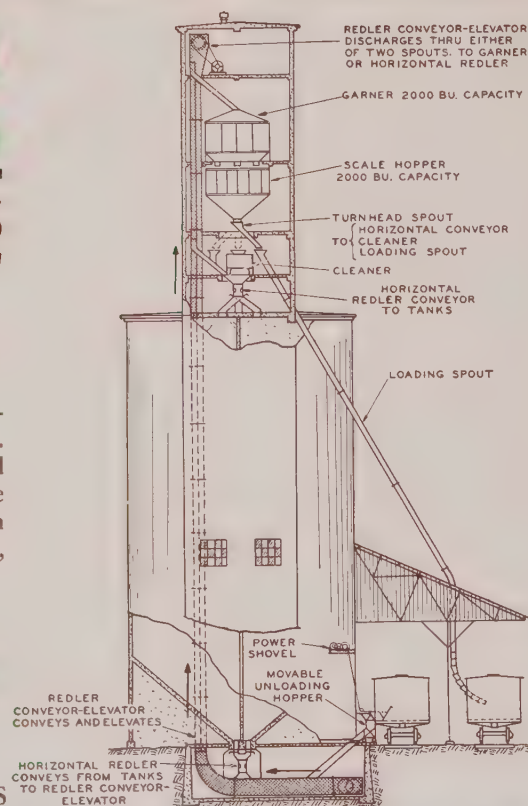 REDLER CONVEYOR-ELEVATOR
DISCHARGES THRU EITHER
OF TWO SPOUTS. TO GARNER
OR HORIZONTAL REDLER
GARNER 2000 BU. CAPACITY
SCALE HOPPER
2000 BU. CAPACITY
TURNHEAD SPOUT
TO { HORIZONTAL CONVEYOR
CLEANER
LOADING SPOUT
CLEANER
HORIZONTAL
REDLER CONVEYOR
TO TANKS
LOADING SPOUT
POWER
SHOVEL
MOVABLE
UNLOADING
HOPPER
REDLER
CONVEYOR-ELEVATOR
CONVEYS AND ELEVATES
HORIZONTAL REDLER
CONVEYS FROM TANKS
TO REDLER CONVEYOR-
ELEVATOR